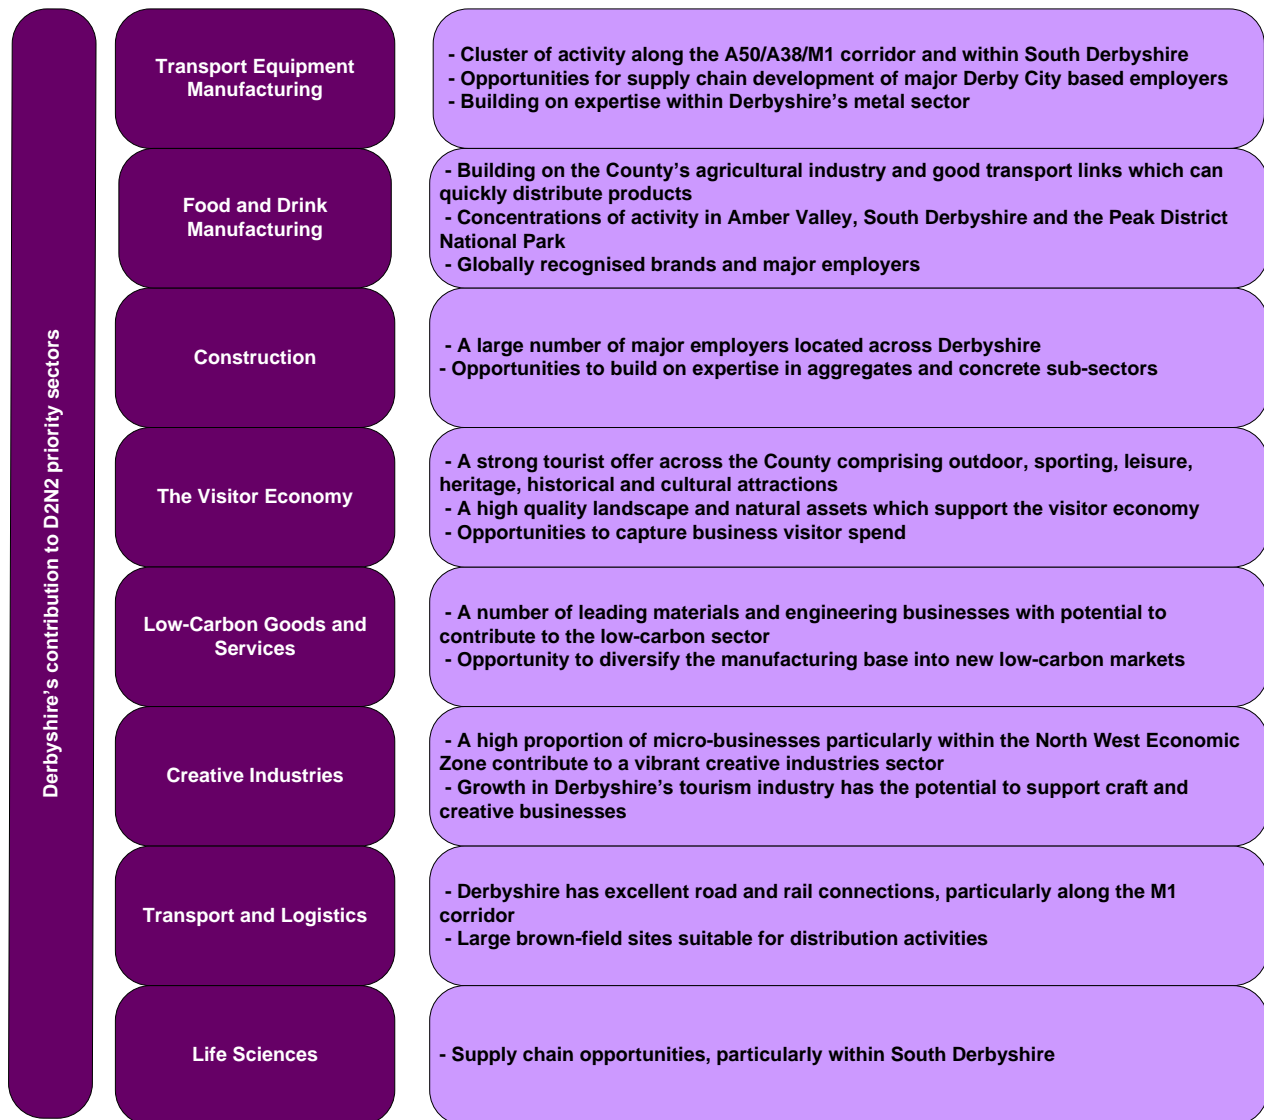 Derbyshire’s contribution to D2N2 priority sectors
Transport Equipment
Manufacturing
- Cluster of activity along the A50/A38/M1 corridor and within South Derbyshire
- Opportunities for supply chain development of major Derby City based employers
- Building on expertise within Derbyshire’s metal sector
Food and Drink
Manufacturing
- Building on the County’s agricultural industry and good transport links which can
quickly distribute products
- Concentrations of activity in Amber Valley, South Derbyshire and the Peak District
National Park
- Globally recognised brands and major employers
Construction
- A large number of major employers located across Derbyshire
- Opportunities to build on expertise in aggregates and concrete sub-sectors
The Visitor Economy
- A strong tourist offer across the County comprising outdoor, sporting, leisure,
heritage, historical and cultural attractions
- A high quality landscape and natural assets which support the visitor economy
- Opportunities to capture business visitor spend
Low-Carbon Goods and
Services
- A number of leading materials and engineering businesses with potential to
contribute to the low-carbon sector
- Opportunity to diversify the manufacturing base into new low-carbon markets
Creative Industries
- A high proportion of micro-businesses particularly within the North West Economic
Zone contribute to a vibrant creative industries sector
- Growth in Derbyshire’s tourism industry has the potential to support craft and
creative businesses
Transport and Logistics
- Derbyshire has excellent road and rail connections, particularly along the M1
corridor
- Large brown-field sites suitable for distribution activities
Life Sciences
- Supply chain opportunities, particularly within South Derbyshire